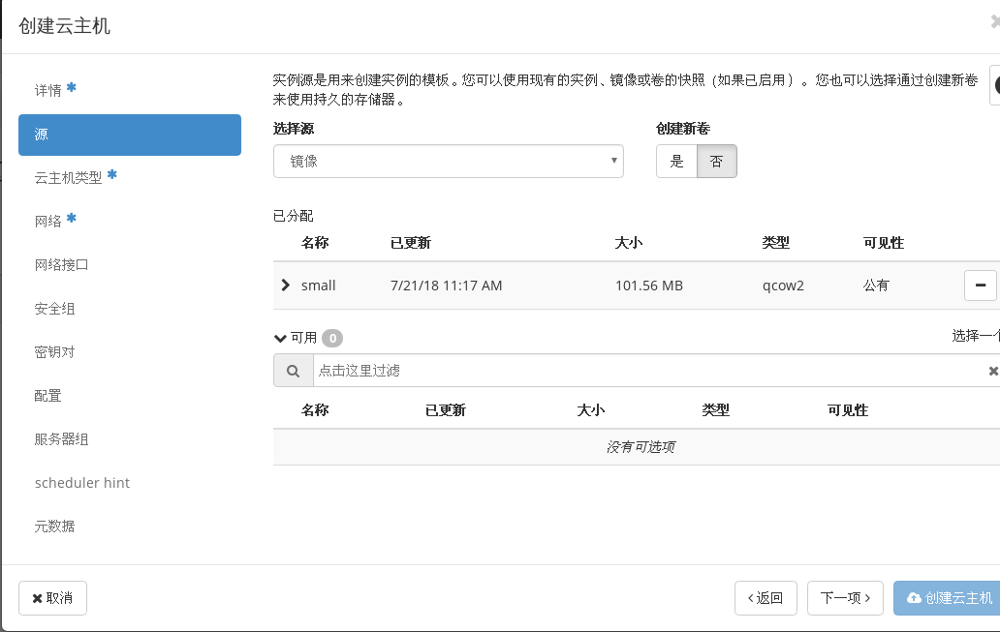 创建云主机
详情 *
源
云主机类型 *
网络 *
网络接口
安全组
密钥对
配置
服务器组
scheduler hint
元数据
实例源是用来创建实例的模板。您可以使用现有的实例、镜像或卷的快照（如果已启用）。您也可以选择通过创建新卷
来使用持久的存储器。
选择源 创建新卷
镜像 是 否
已分配
名称 已更新 大小 类型 可见性
small 7/21/18 11:17 AM 101.56 MB qcow2 公有
可用 0 选择一个
点击这里过滤
名称 已更新 大小 类型 可见性
没有可选项
取消 返回 下一项 创建云主机